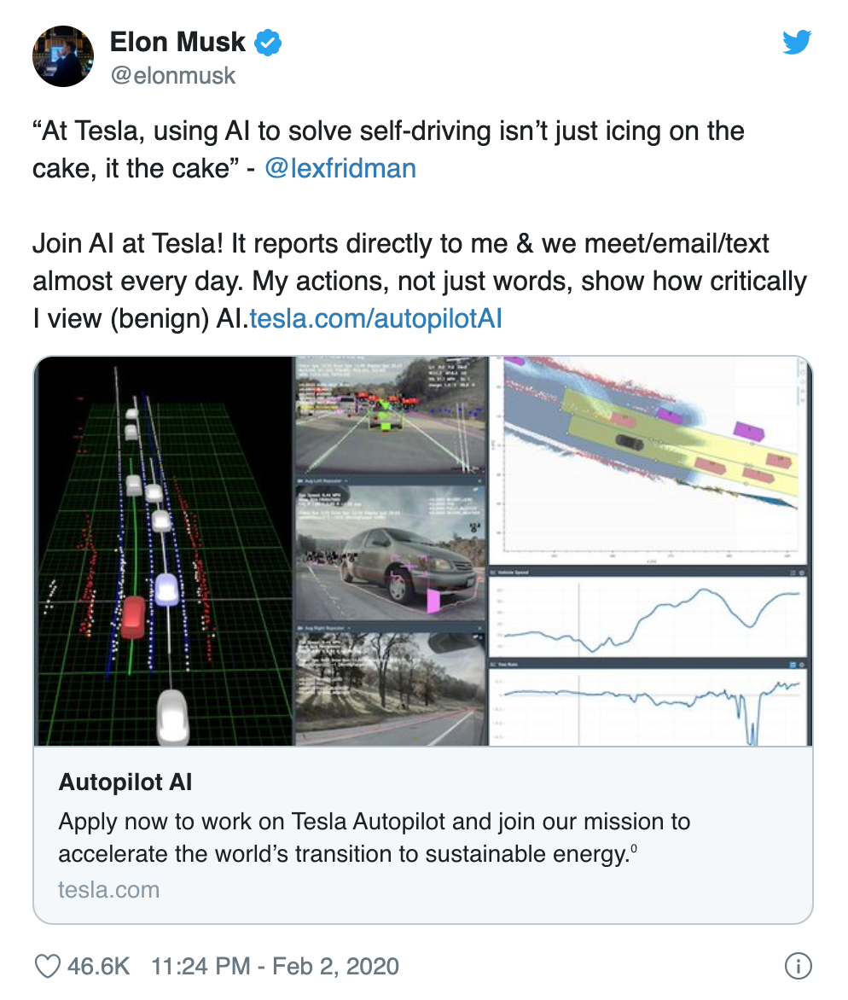 Elon Musk
@elonmusk
“At Tesla, using AI to solve self-driving isn’t just icing on the
cake, it the cake” - @lexfridman
Join AI at Tesla! It reports directly to me & we meet/email/text
almost every day. My actions, not just words, show how critically
I view (benign) AI.tesla.com/autopilotAI
Vehicle Speed
Yaw Rate
Autopilot AI
Apply now to work on Tesla Autopilot and join our mission to
accelerate the world’s transition to sustainable energy.⁰
tesla.com
46.6K 11:24 PM - Feb 2, 2020